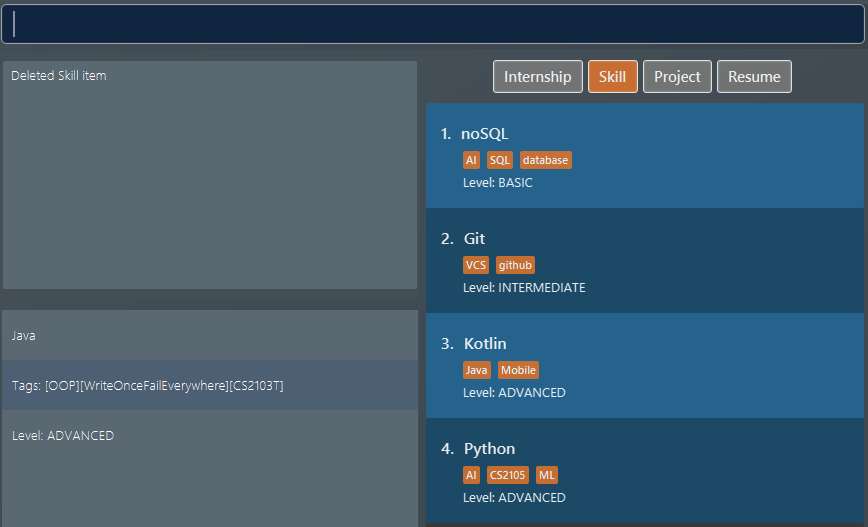 Deleted Skill item
Java
Tags: [OOP][WriteOnceFailEverywhere][CS2103T]
Level: ADVANCED
Internship Skill Project Resume
1. noSQL
AI SQL database
Level: BASIC
2. Git
VCS github
Level: INTERMEDIATE
3. Kotlin
Java Mobile
Level: ADVANCED
4. Python
AI CS2105 ML
Level: ADVANCED